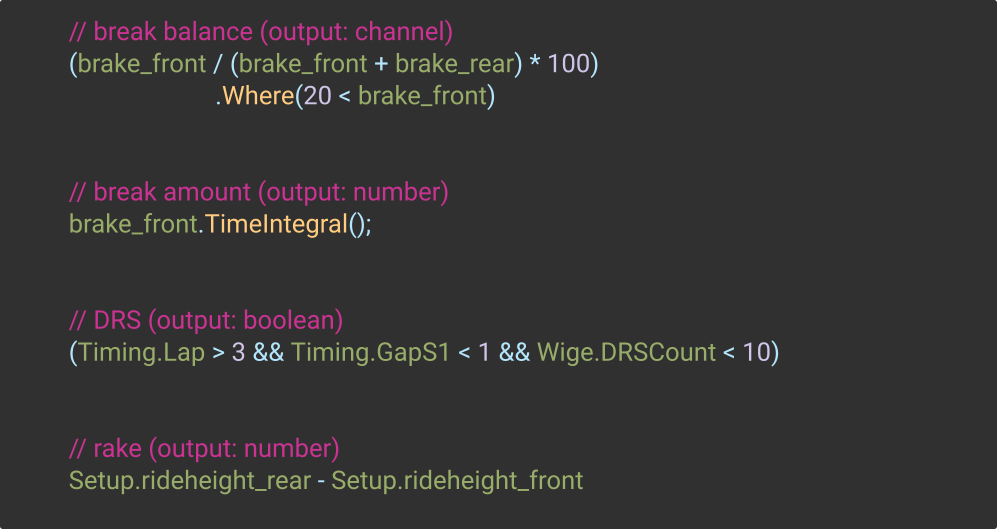 // break balance (output: channel)
(brake_front / (brake_front + brake_rear) * 100)
.Where(20 < brake_front)
// break amount (output: number)
brake_front.TimeIntegral();
// DRS (output: boolean)
(Timing.Lap > 3 && Timing.GapS1 < 1 && Wige.DRSCount < 10)
// rake (output: number)
Setup.rideheight_rear - Setup.rideheight_front